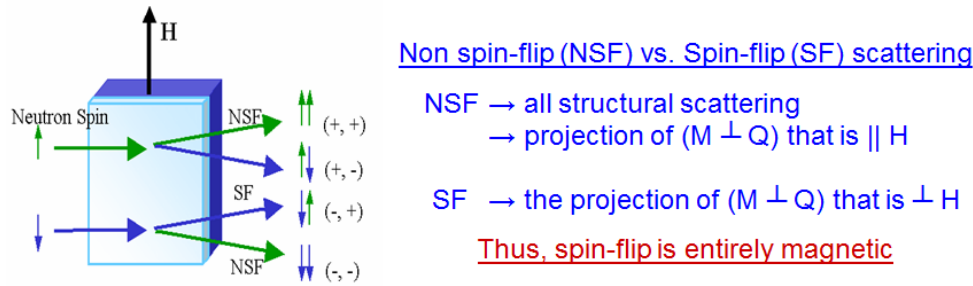 H
Neutron Spin
NSF
(+, +)
(+, -)
SF
(-, +)
NSF
(-, -)
Non spin-flip (NSF) vs. Spin-flip (SF) scattering
NSF → all structural scattering
→ projection of (M ⊥ Q) that is || H
SF → the projection of (M ⊥ Q) that is ⊥ H
Thus, spin-flip is entirely magnetic